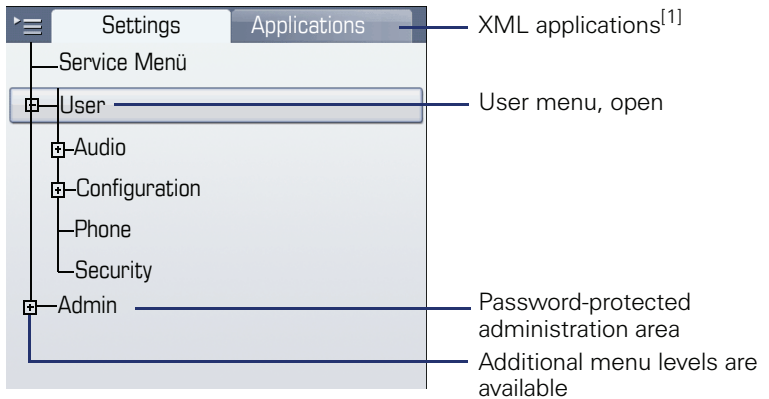 Settings
Applications
XML applications[1]
Service Menü
User
User menu, open
Audio
Configuration
Phone
Security
Admin
Password-protected
administration area
Additional menu levels are
available